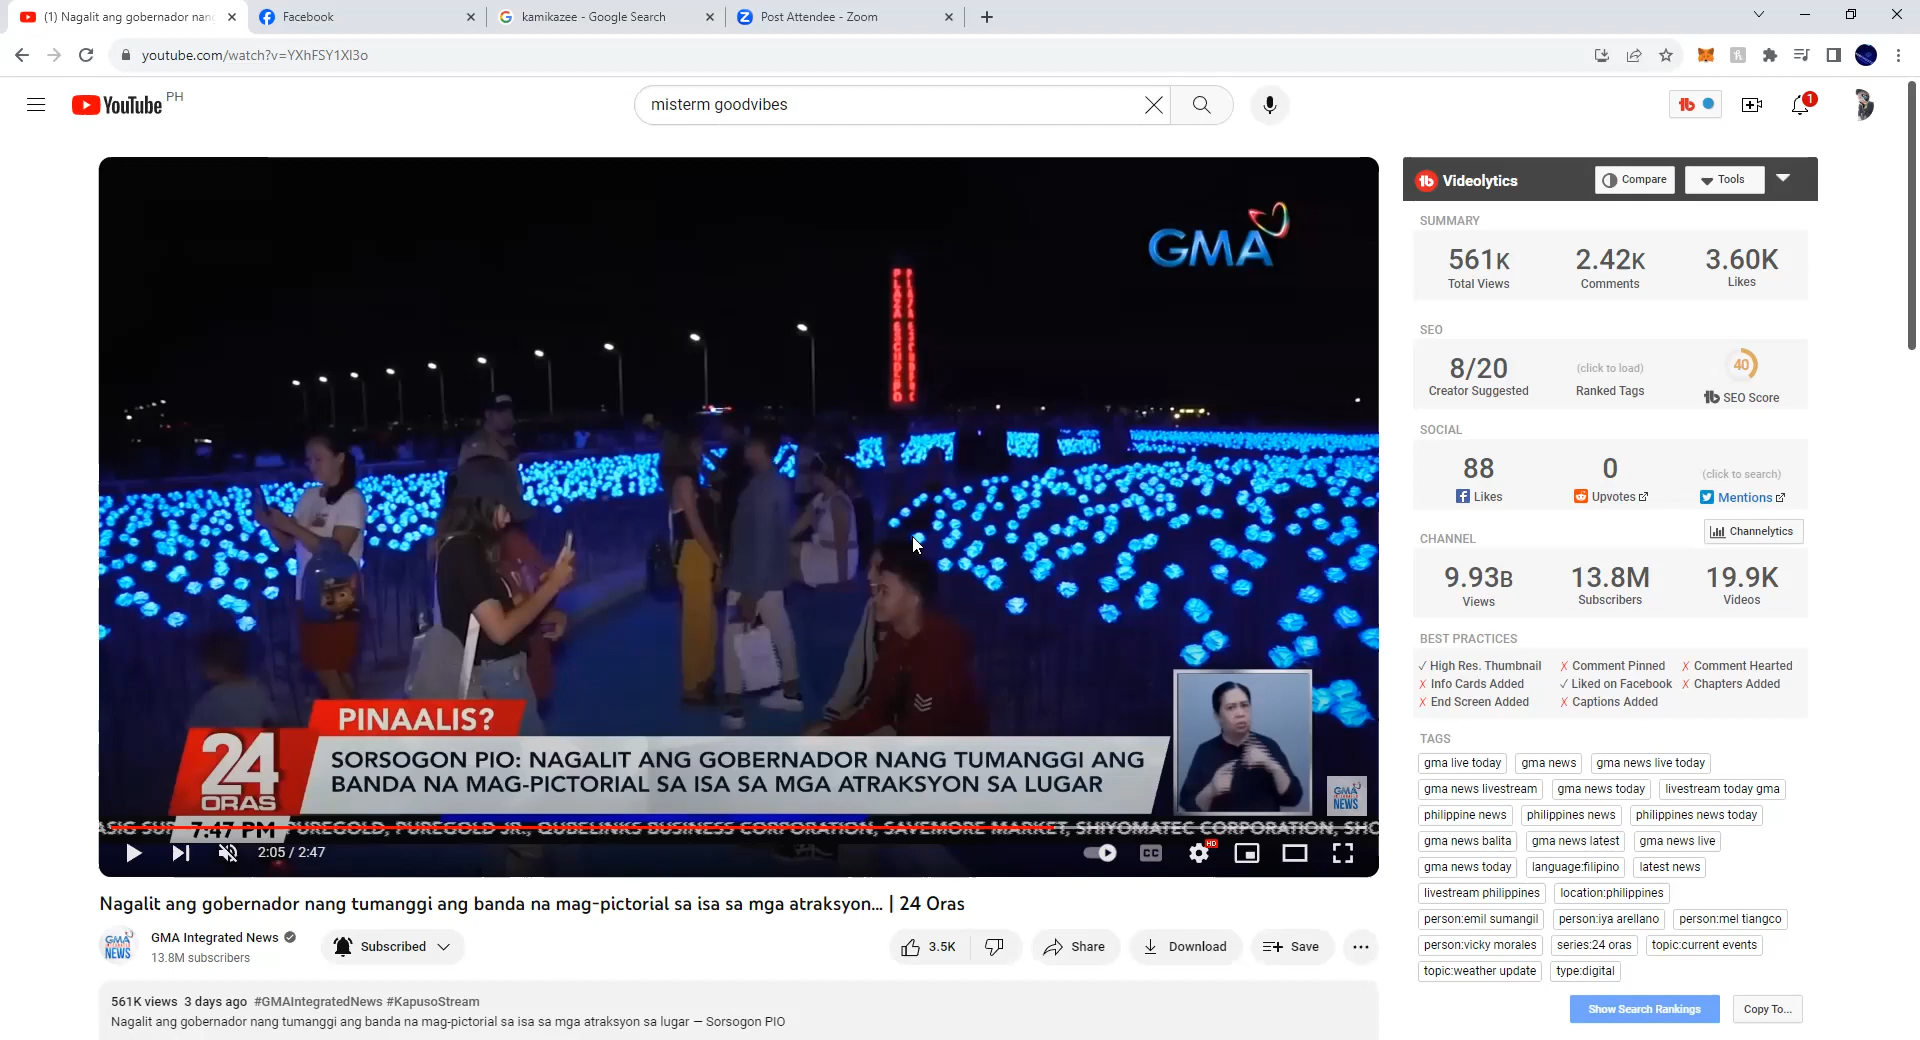 (1) Nagalit ang gobernador nang
Facebook
kamikazee - Google Search
Post Attendee - Zoom
youtube.com/watch?v=YXhFSY1Xl3o
YouTube PH
misterm goodvibes
1
GMA
PLAZA ESCUDERO
PINAALIS?
24 ORAS
SORSOGON PIO: NAGALIT ANG GOBERNADOR NANG TUMANGGI ANG
BANDA NA MAG-PICTORIAL SA ISA SA MGA ATRAKSYON SA LUGAR
GMA
NEWS
7:47 PM
PUREGOLD, PUREGOLD JR., QUBELINKS BUSINESS CORPORATION, SAVEMORE MARKET, SHIYOMATEC CORPORATION,
2:05 / 2:47
CC
HD
Nagalit ang gobernador nang tumanggi ang banda na mag-pictorial sa isa sa mga atraksyon... | 24 Oras
GMA
NEWS
GMA Integrated News
13.8M subscribers
Subscribed
3.5K
Share
Download
Save
561K views 3 days ago #GMAIntegratedNews #KapusoStream
Nagalit ang gobernador nang tumanggi ang banda na mag-pictorial sa isa sa mga atraksyon sa lugar — Sorsogon PIO
tb
Videolytics
Compare
Tools
SUMMARY
561K 2.42K 3.60K
Total Views Comments Likes
SEO
8/20 (click to load) 40
Creator Suggested Ranked Tags tb SEO Score
SOCIAL
88 0 (click to search)
Likes Upvotes Mentions
CHANNEL
Channelytics
9.93B 13.8M 19.9K
Views Subscribers Videos
BEST PRACTICES
✓ High Res. Thumbnail X Comment Pinned X Comment Hearted
X Info Cards Added ✓ Liked on Facebook X Chapters Added
X End Screen Added X Captions Added
TAGS
gma live today gma news gma news live today
gma news livestream gma news today livestream today gma
philippine news philippines news philippines news today
gma news balita gma news latest gma news live
gma news today language:filipino latest news
livestream philippines location:philippines
person:emil sumangil person:iya arellano person:mel tiangco
person:vicky morales series:24 oras topic:current events
topic:weather update type:digital
Show Search Rankings Copy To...